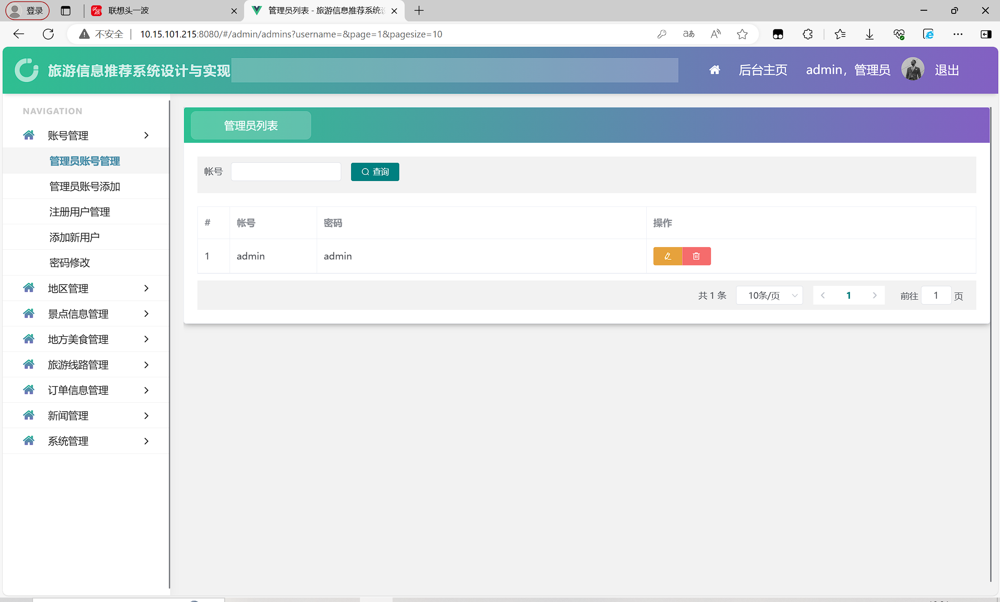 登录
联想头一波
管理员列表 - 旅游信息推荐系统设
不安全
10.15.101.215:8080/#/admin/admins?username=&page=1&pagesize=10
旅游信息推荐系统设计与实现
后台主页
admin，管理员
退出
NAVIGATION
账号管理
管理员账号管理
管理员账号添加
注册用户管理
添加新用户
密码修改
地区管理
景点信息管理
地方美食管理
旅游线路管理
订单信息管理
新闻管理
系统管理
管理员列表
帐号
查询
# 帐号 密码 操作
1 admin admin
共 1 条 10条/页 1 前往 1 页